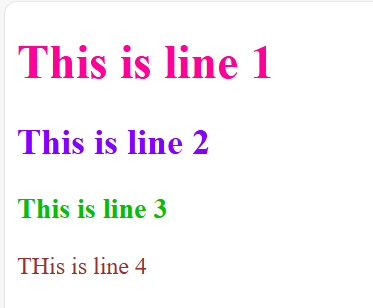 This is line 1
This is line 2
This is line 3
THis is line 4